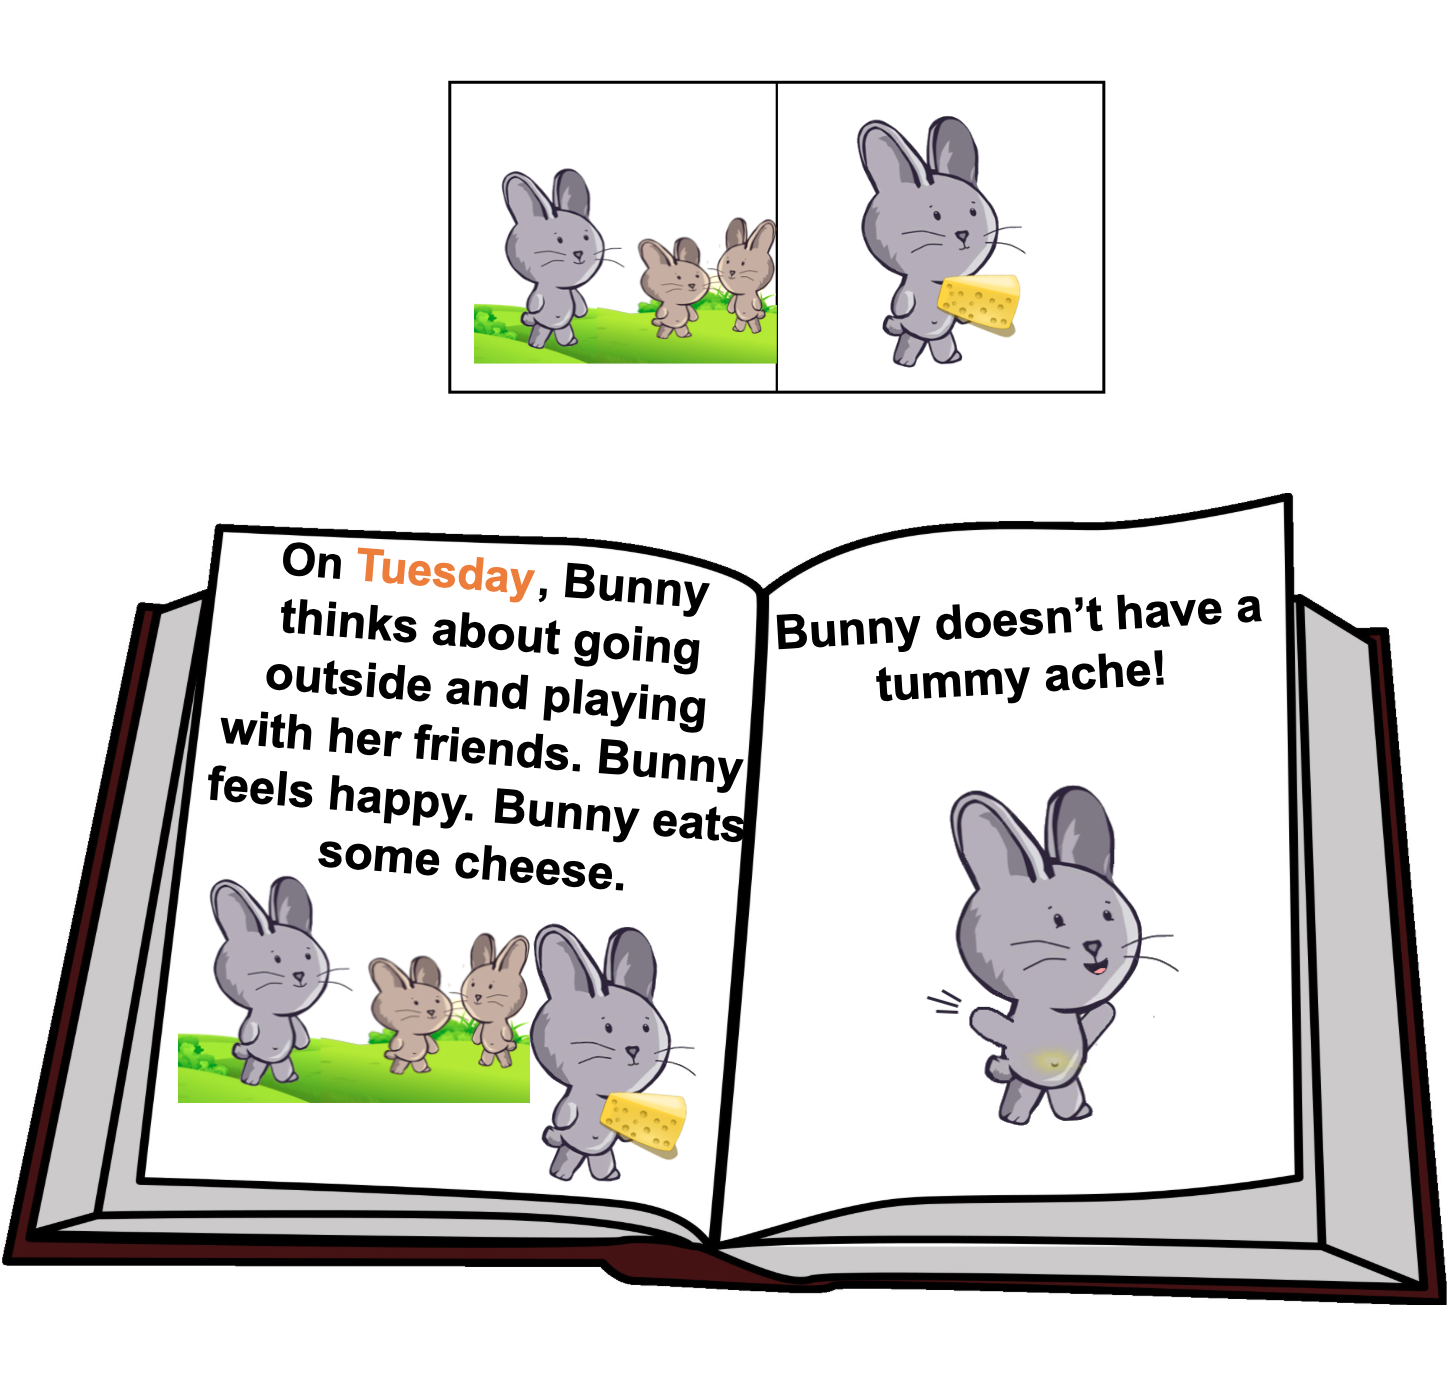 On Tuesday, Bunny
thinks about going
outside and playing
with her friends. Bunny
feels happy. Bunny eats
some cheese.
Bunny doesn’t have a
tummy ache!